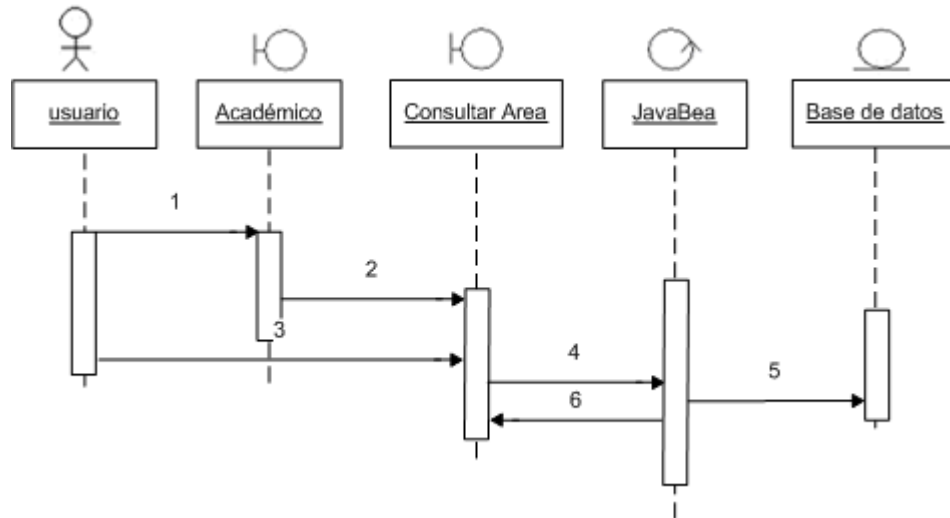 usuario
Académico
Consultar Area
JavaBea
Base de datos
1
2
3
4
5
6